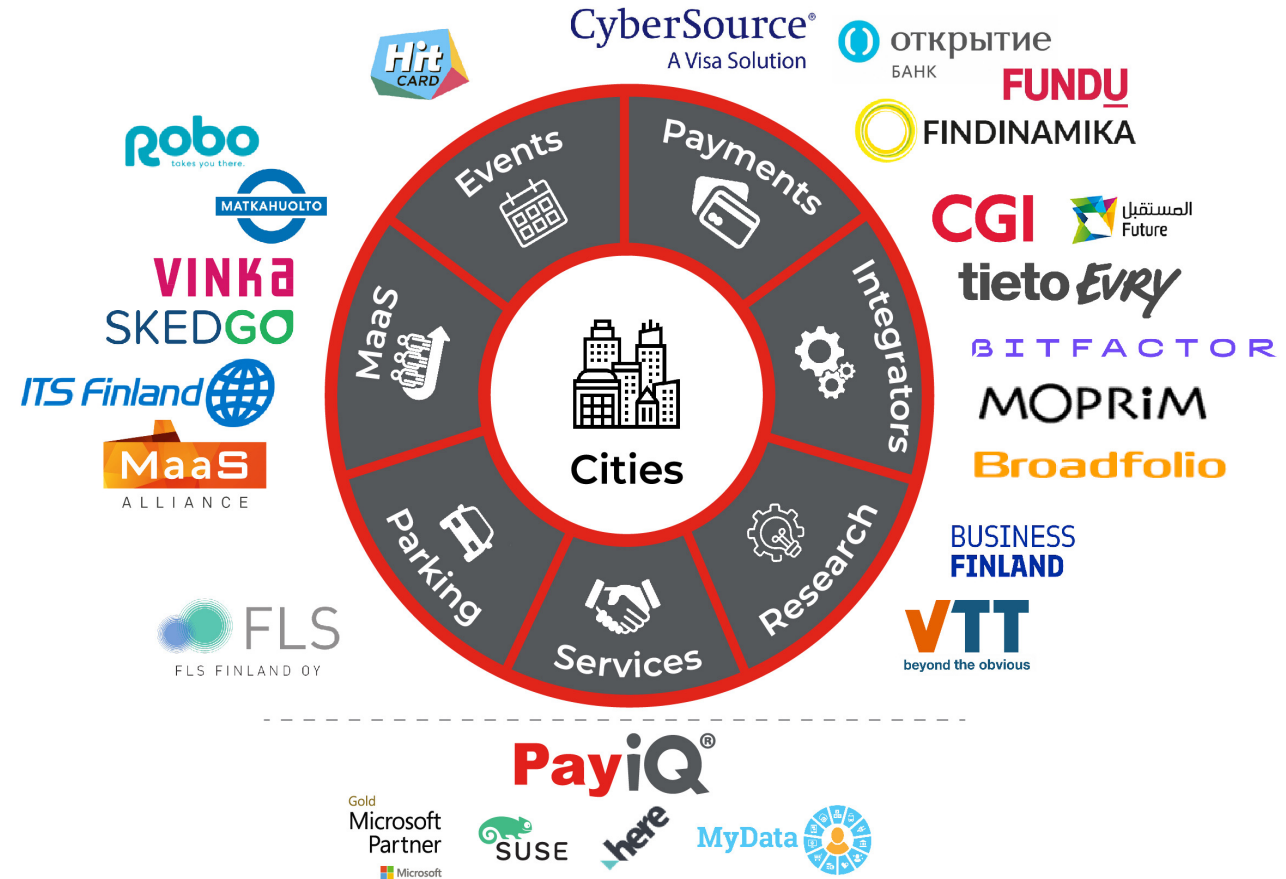 CyberSource®
A Visa Solution
Hit
CARD
ОТКРЫТИЕ
БАНК
FUNDU
FINDINAMIKA
robo
takes you there.
MATKAHUOLTO
VINKa
SKEDGO
ITS Finland
MaaS
ALLIANCE
FLS
FLS FINLAND OY
Events
Payments
MaaS
Integrators
Parking
Services
Research
Cities
CGI
المستقبل
Future
tieto EVRY
BITFACTOR
MOPRiM
Broadfolio
BUSINESS
FINLAND
VTT
beyond the obvious
PayiQ®
Gold
Microsoft
Partner
Microsoft
SUSE
here
MyData